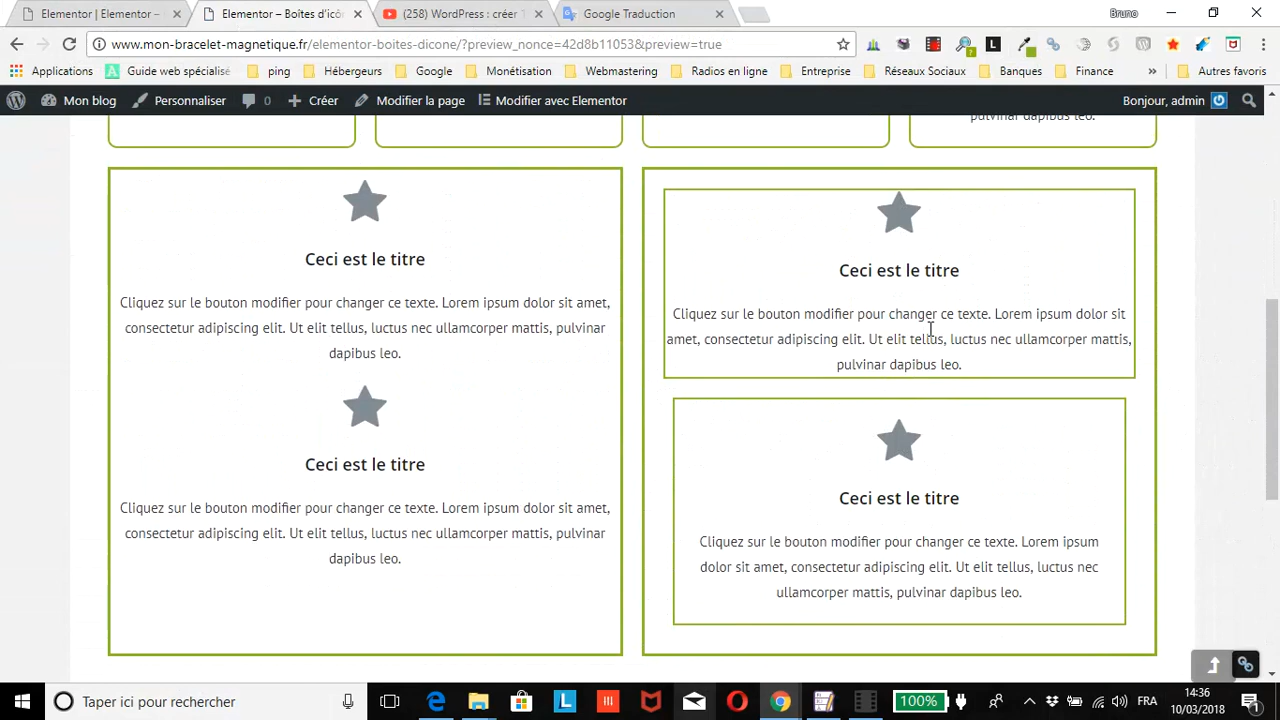 Elementor | Elementor –
Elementor – Boites d'icô
(258) WordPress : créer
Google Traduction
Bruno
www.mon-bracelet-magnetique.fr/elementor-boites-dicone/?preview_nonce=42d8b11053&preview=true
Applications
Guide web spécialisé
ping
Hébergeurs
Google
Monétisation
Webmastering
Radios en ligne
Entreprise
Réseaux Sociaux
Banques
Finance
»
Autres favoris
Mon blog
Personnaliser
0
Créer
Modifier la page
Modifier avec Elementor
Bonjour, admin
pulvinar dapibus leo.
Ceci est le titre
Cliquez sur le bouton modifier pour changer ce texte. Lorem ipsum dolor sit amet,
consectetur adipiscing elit. Ut elit tellus, luctus nec ullamcorper mattis, pulvinar
dapibus leo.
Ceci est le titre
Cliquez sur le bouton modifier pour changer ce texte. Lorem ipsum dolor sit amet,
consectetur adipiscing elit. Ut elit tellus, luctus nec ullamcorper mattis, pulvinar
dapibus leo.
Ceci est le titre
Cliquez sur le bouton modifier pour changer ce texte. Lorem ipsum dolor sit
amet, consectetur adipiscing elit. Ut elit tellus, luctus nec ullamcorper mattis,
pulvinar dapibus leo.
Ceci est le titre
Cliquez sur le bouton modifier pour changer ce texte. Lorem ipsum
dolor sit amet, consectetur adipiscing elit. Ut elit tellus, luctus nec
ullamcorper mattis, pulvinar dapibus leo.
Taper ici pour rechercher
100%
FRA
14:36
10/03/2018